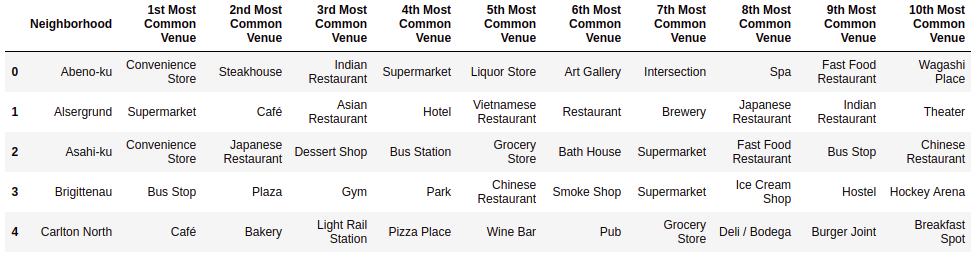 Neighborhood 1st Most Common Venue 2nd Most Common Venue 3rd Most Common Venue 4th Most Common Venue 5th Most Common Venue 6th Most Common Venue 7th Most Common Venue 8th Most Common Venue 9th Most Common Venue 10th Most Common Venue
0 Abeno-ku Convenience Store Steakhouse Indian Restaurant Supermarket Liquor Store Art Gallery Intersection Spa Fast Food Restaurant Wagashi Place
1 Alsergrund Supermarket Café Asian Restaurant Hotel Vietnamese Restaurant Restaurant Brewery Japanese Restaurant Indian Restaurant Theater
2 Asahi-ku Convenience Store Japanese Restaurant Dessert Shop Bus Station Grocery Store Bath House Supermarket Fast Food Restaurant Bus Stop Chinese Restaurant
3 Brigittenau Bus Stop Plaza Gym Park Chinese Restaurant Smoke Shop Supermarket Ice Cream Shop Hostel Hockey Arena
4 Carlton North Café Bakery Light Rail Station Pizza Place Wine Bar Pub Grocery Store Deli / Bodega Burger Joint Breakfast Spot